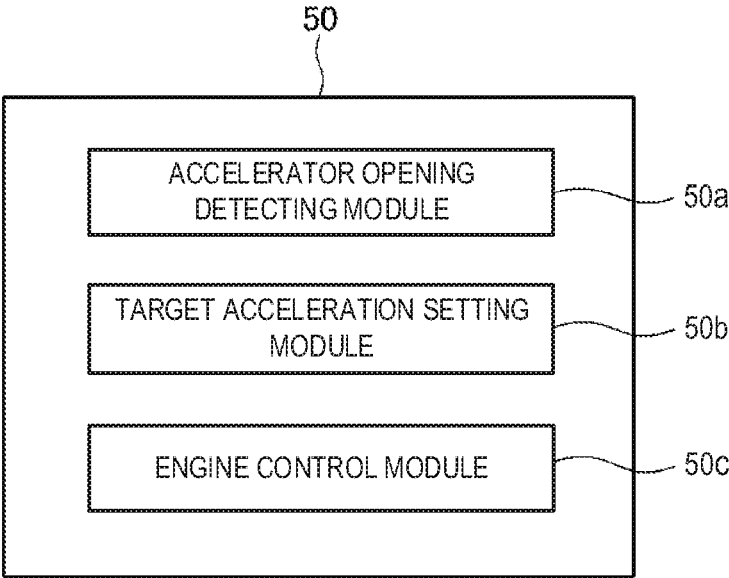 50
ACCELERATOR OPENING
DETECTING MODULE
50a
TARGET ACCELERATION SETTING
MODULE
50b
ENGINE CONTROL MODULE
50c